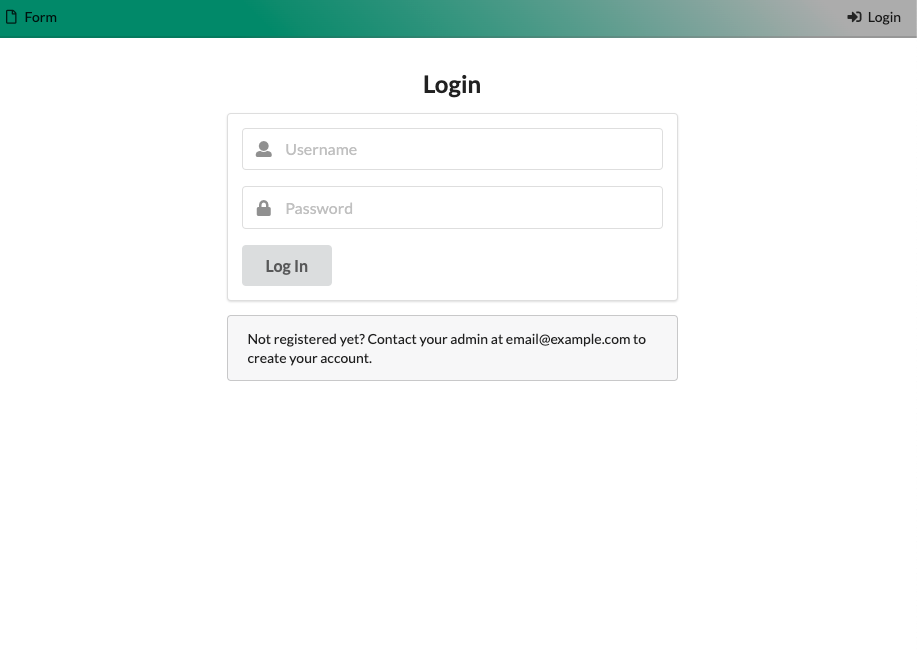 Form
Login
Login
Username
Password
Log In
Not registered yet? Contact your admin at email@example.com to
create your account.